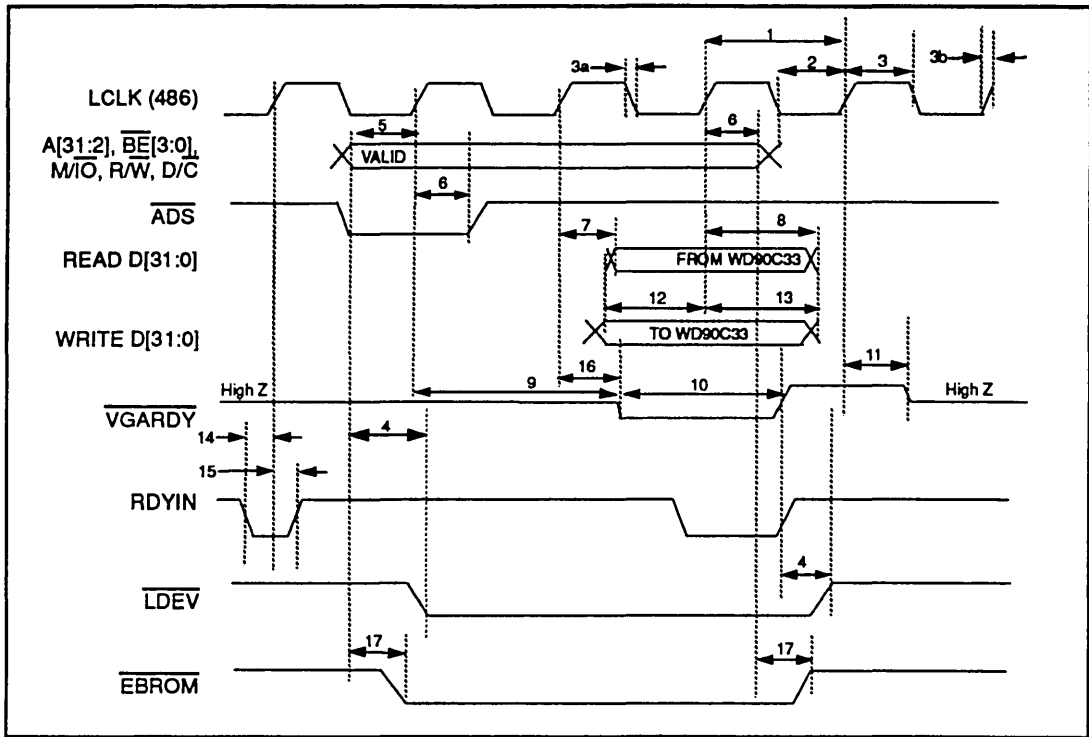 1
3a 2 3 3b
LCLK (486)
5 6
A[31:2], BE[3:0],
M/IO, R/W, D/C
VALID
6
ADS
7 8
READ D[31:0]
FROM WD90C33
12 13
WRITE D[31:0]
TO WD90C33
16 11
9 10
High Z High Z
VGARDY
14 4
15
RDYIN
4
LDEV
17 17
EBROM